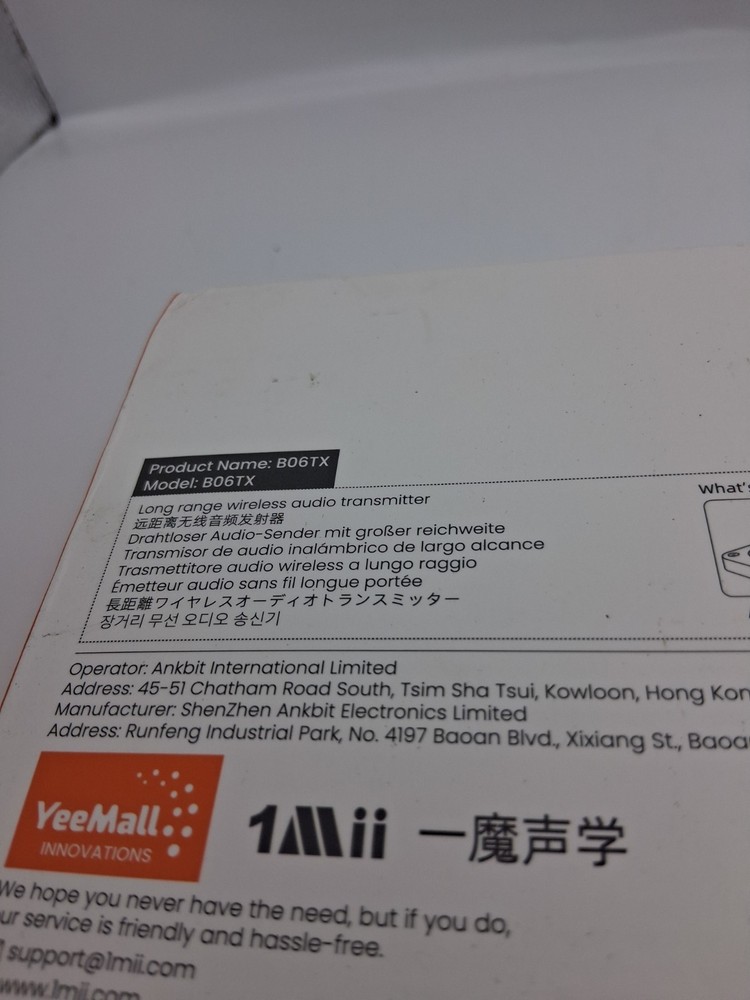 Product Name: B06TX
Model: B06TX
Long range wireless audio transmitter
远距离无线音频发射器
Drahtloser Audio-Sender mit großer reichweite
Transmisor de audio inalámbrico de largo alcance
Trasmettitore audio wireless a lungo raggio
Émetteur audio sans fil longue portée
長距離ワイヤレスオーディオトランスミッター
장거리 무선 오디오 송신기
What's
Operator: Ankbit International Limited
Address: 45-51 Chatham Road South, Tsim Sha Tsui, Kowloon, Hong Kon
Manufacturer: ShenZhen Ankbit Electronics Limited
Address: Runfeng Industrial Park, No. 4197 Baoan Blvd., Xixiang St., Baoa
YeeMall
INNOVATIONS
1Mii 一魔声学
We hope you never have the need, but if you do,
ur service is friendly and hassle-free.
support@1mii.com
www.1mii.com